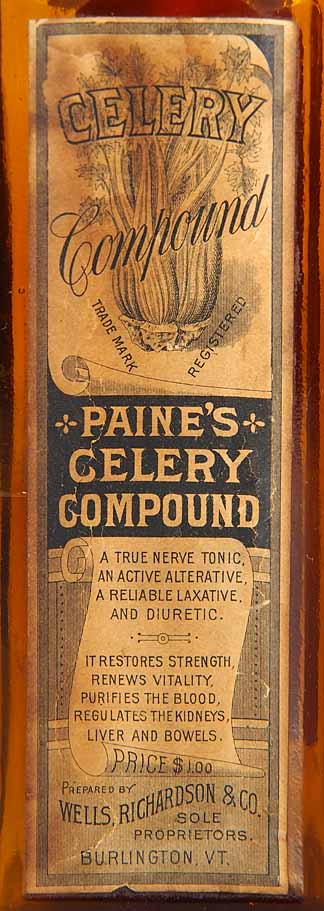 CELERY
Compound
TRADE MARK
REGISTERED
PAINE'S
CELERY
COMPOUND
A TRUE NERVE TONIC,
AN ACTIVE ALTERATIVE,
A RELIABLE LAXATIVE,
AND DIURETIC.
IT RESTORES STRENGTH,
RENEWS VITALITY,
PURIFIES THE BLOOD,
REGULATES THE KIDNEYS,
LIVER AND BOWELS.
PRICE $1.00
PREPARED BY
WELLS, RICHARDSON & CO.
SOLE
PROPRIETORS.
BURLINGTON, VT.